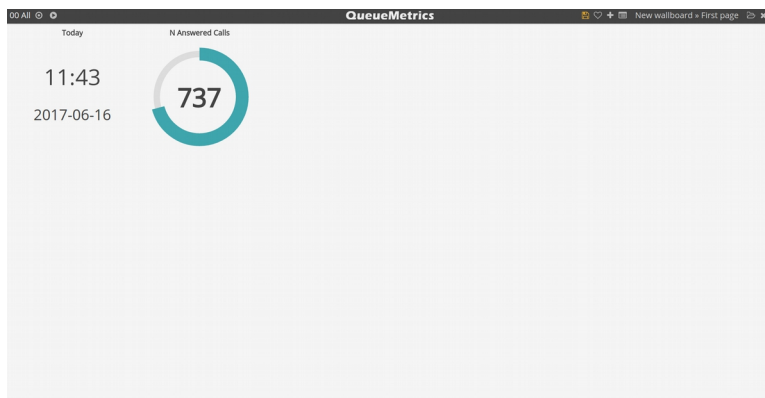 00 All
QueueMetrics
New wallboard » First page
Today
N Answered Calls
11:43
737
2017-06-16